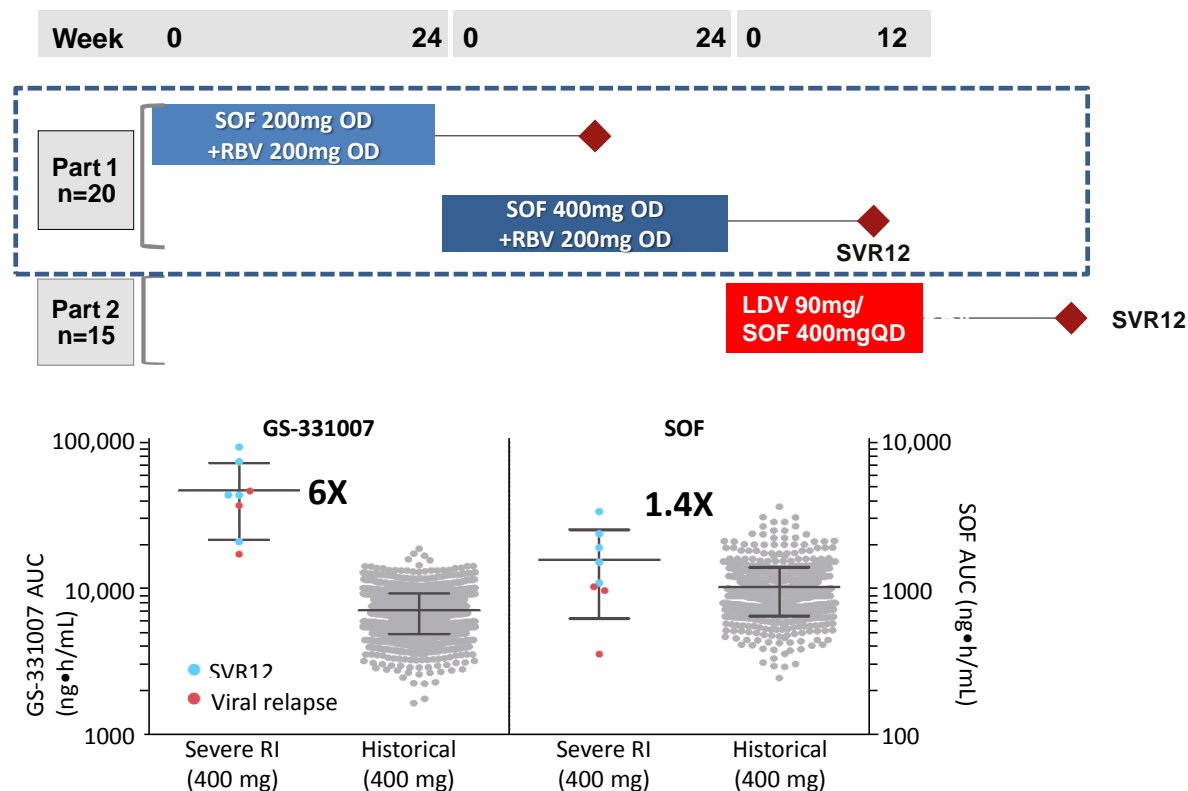 Week 0 24 0 24 0 12
Part 1
n=20
SOF 200mg OD
+RBV 200mg OD
SOF 400mg OD
+RBV 200mg OD
SVR12
Part 2
n=15
LDV 90mg/
SOF 400mgQD
SVR12
GS-331007 SOF
100,000
10,000
1000
GS-331007 AUC
(ng•h/mL)
6X
1.4X
SVR12
Viral relapse
10,000
1000
100
SOF AUC (ng•h/mL)
Severe RI
(400 mg)
Historical
(400 mg)
Severe RI
(400 mg)
Historical
(400 mg)